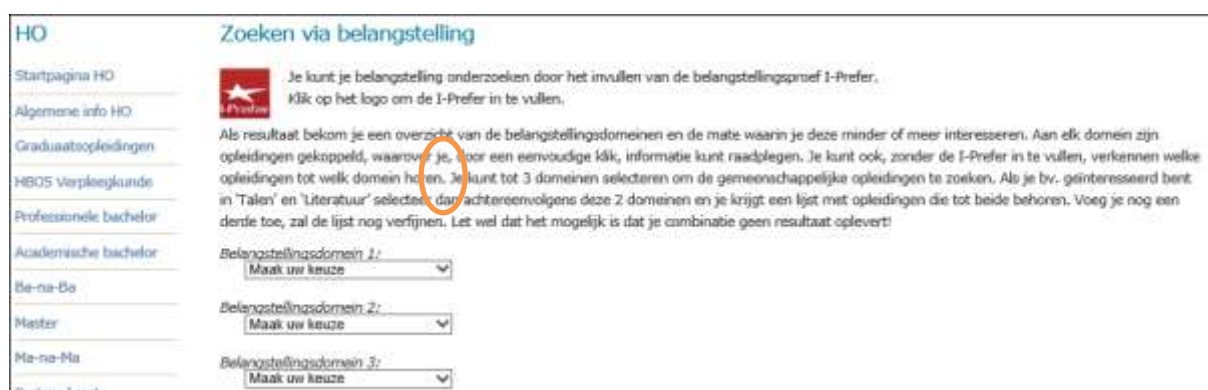 HO
Startpagina HO
Algemene info HO
Graduaatsopleidingen
HBO5 Verpleegkunde
Professionele bachelor
Academische bachelor
Ba-na-Ba
Master
Ma-na-Ma
Zoeken via belangstelling
I-Prefer
Je kunt je belangstelling onderzoeken door het invullen van de belangstellingsproef I-Prefer.
Klik op het logo om de I-Prefer in te vullen.
Als resultaat bekom je een overzicht van de belangstellingsdomeinen en de mate waarin je deze minder of meer interesseren. Aan elk domein zijn
opleidingen gekoppeld, waarover je, door een eenvoudige klik, informatie kunt raadplegen. Je kunt ook, zonder de I-Prefer in te vullen, verkennen welke
opleidingen tot welk domein horen. Je kunt tot 3 domeinen selecteren om de gemeenschappelijke opleidingen te zoeken. Als je bv. geïnteresseerd bent
in 'Talen' en 'Literatuur' selecteer dan achtereenvolgens deze 2 domeinen en je krijgt een lijst met opleidingen die tot beide behoren. Voeg je nog een
derde toe, zal de lijst nog verfijnen. Let wel dat het mogelijk is dat je combinatie geen resultaat oplevert!
Belangstellingsdomein 1:
Maak uw keuze
Belangstellingsdomein 2:
Maak uw keuze
Belangstellingsdomein 3:
Maak uw keuze